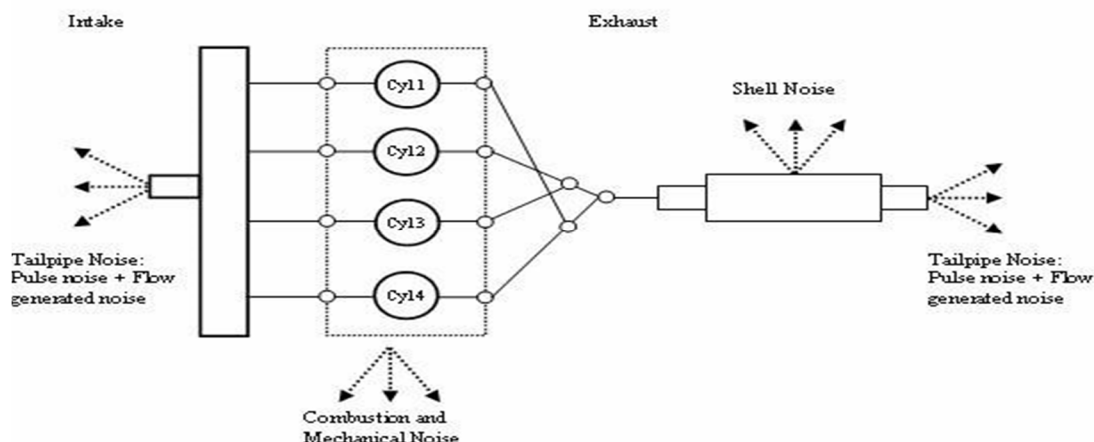 Intake
Exhaust
Cyl1
Cyl2
Cyl3
Cyl4
Shell Noise
Tailpipe Noise:
Pulse noise + Flow
generated noise
Tailpipe Noise:
Pulse noise + Flow
generated noise
Combustion and
Mechanical Noise